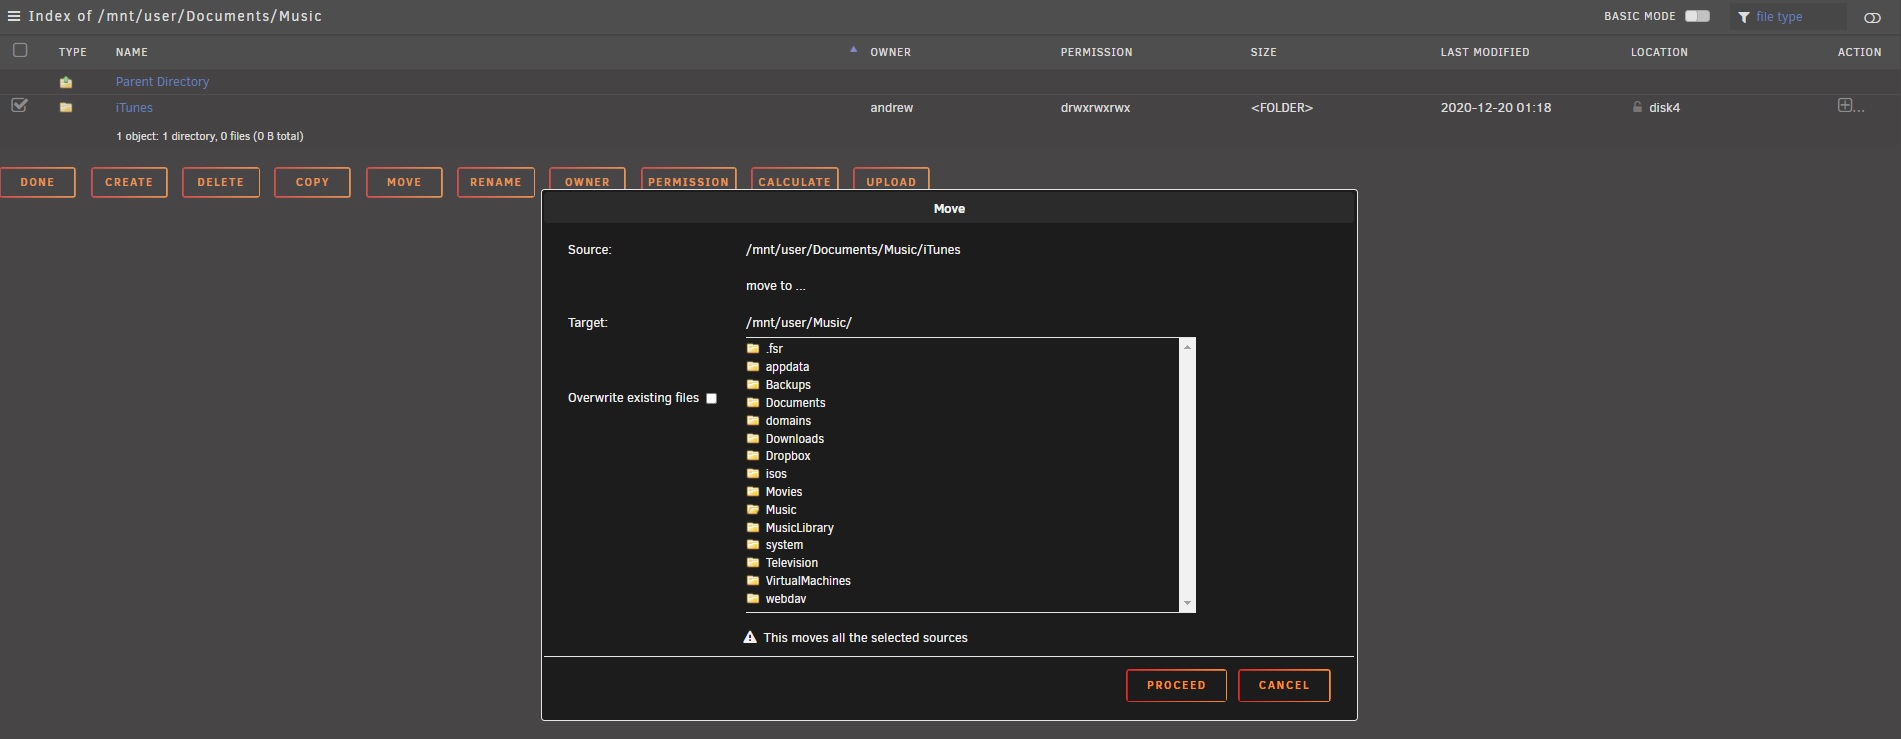 Index of /mnt/user/Documents/Music BASIC MODE file type
TYPE NAME OWNER PERMISSION SIZE LAST MODIFIED LOCATION ACTION
Parent Directory
iTunes andrew drwxrwxrwx <FOLDER> 2020-12-20 01:18 disk4 ...
1 object: 1 directory, 0 files (0 B total)
DONE CREATE DELETE COPY MOVE RENAME OWNER PERMISSION CALCULATE UPLOAD
Move
Source: /mnt/user/Documents/Music/iTunes
move to ...
Target: /mnt/user/Music/
.fsr
appdata
Backups
Overwrite existing files
Documents
domains
Downloads
Dropbox
isos
Movies
Music
MusicLibrary
system
Television
VirtualMachines
webdav
This moves all the selected sources
PROCEED CANCEL